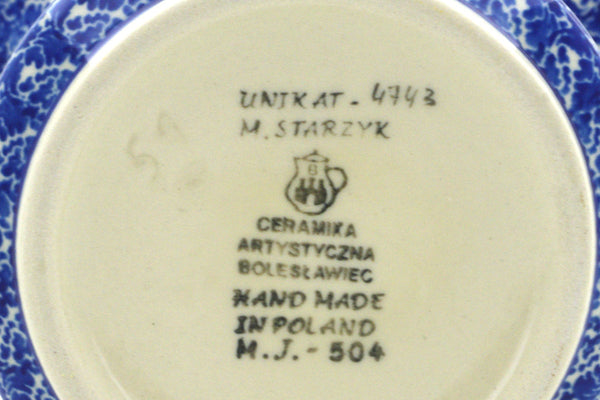 UNIKAT - 4743
M. STARZYK
B
CERAMIKA
ARTYSTYCZNA
BOLESŁAWIEC
HAND MADE
IN POLAND
M.J. - 504